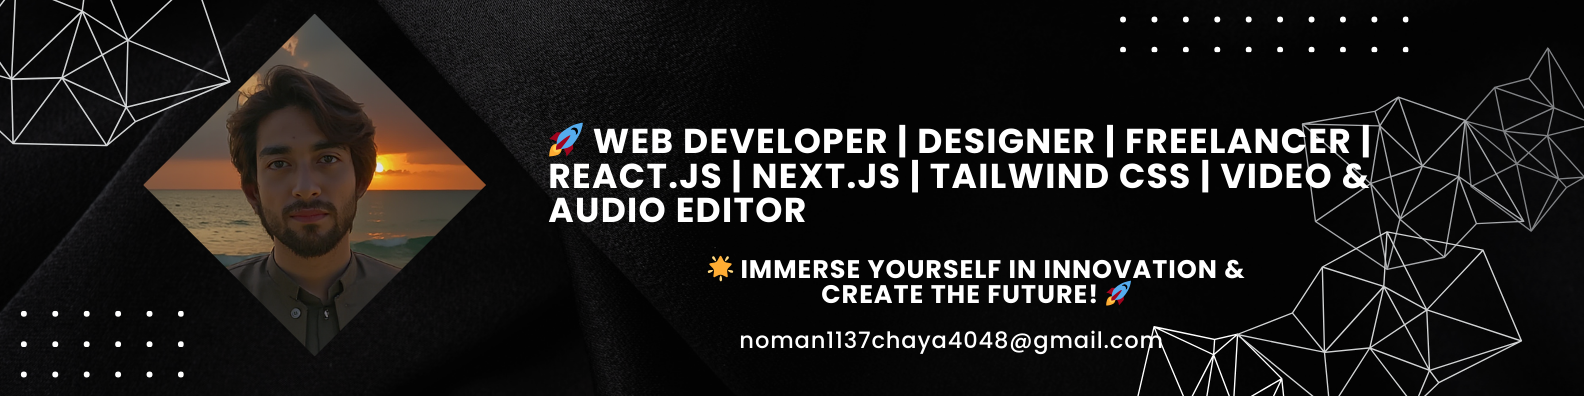 🚀 WEB DEVELOPER | DESIGNER | FREELANCER |
REACT.JS | NEXT.JS | TAILWIND CSS | VIDEO &
AUDIO EDITOR
🌟 IMMERSE YOURSELF IN INNOVATION &
CREATE THE FUTURE! 🚀
noman1137chaya4048@gmail.com